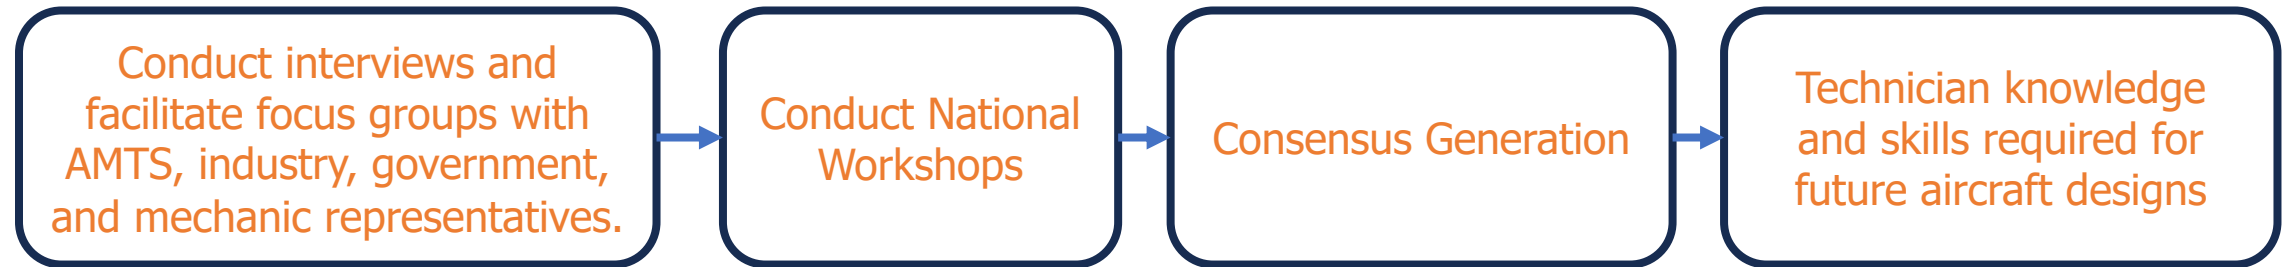 Conduct interviews and
facilitate focus groups with
AMTS, industry, government,
and mechanic representatives.
Conduct National
Workshops
Consensus Generation
Technician knowledge
and skills required for
future aircraft designs